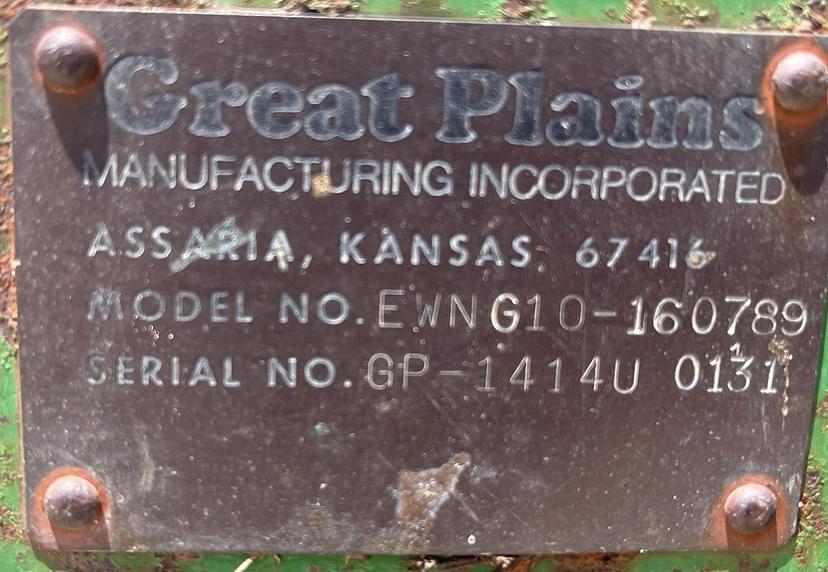 Great Plains
MANUFACTURING INCORPORATED
ASSARIA, KANSAS 67416
MODEL NO. EWNG10-160789
SERIAL NO. GP-1414U 0131